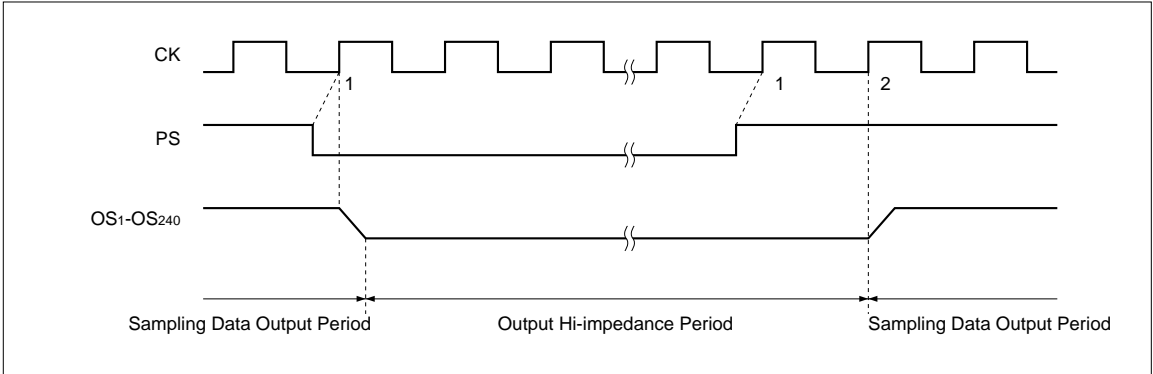 CK
1
1
2
PS
OS1-OS240
Sampling Data Output Period
Output Hi-impedance Period
Sampling Data Output Period